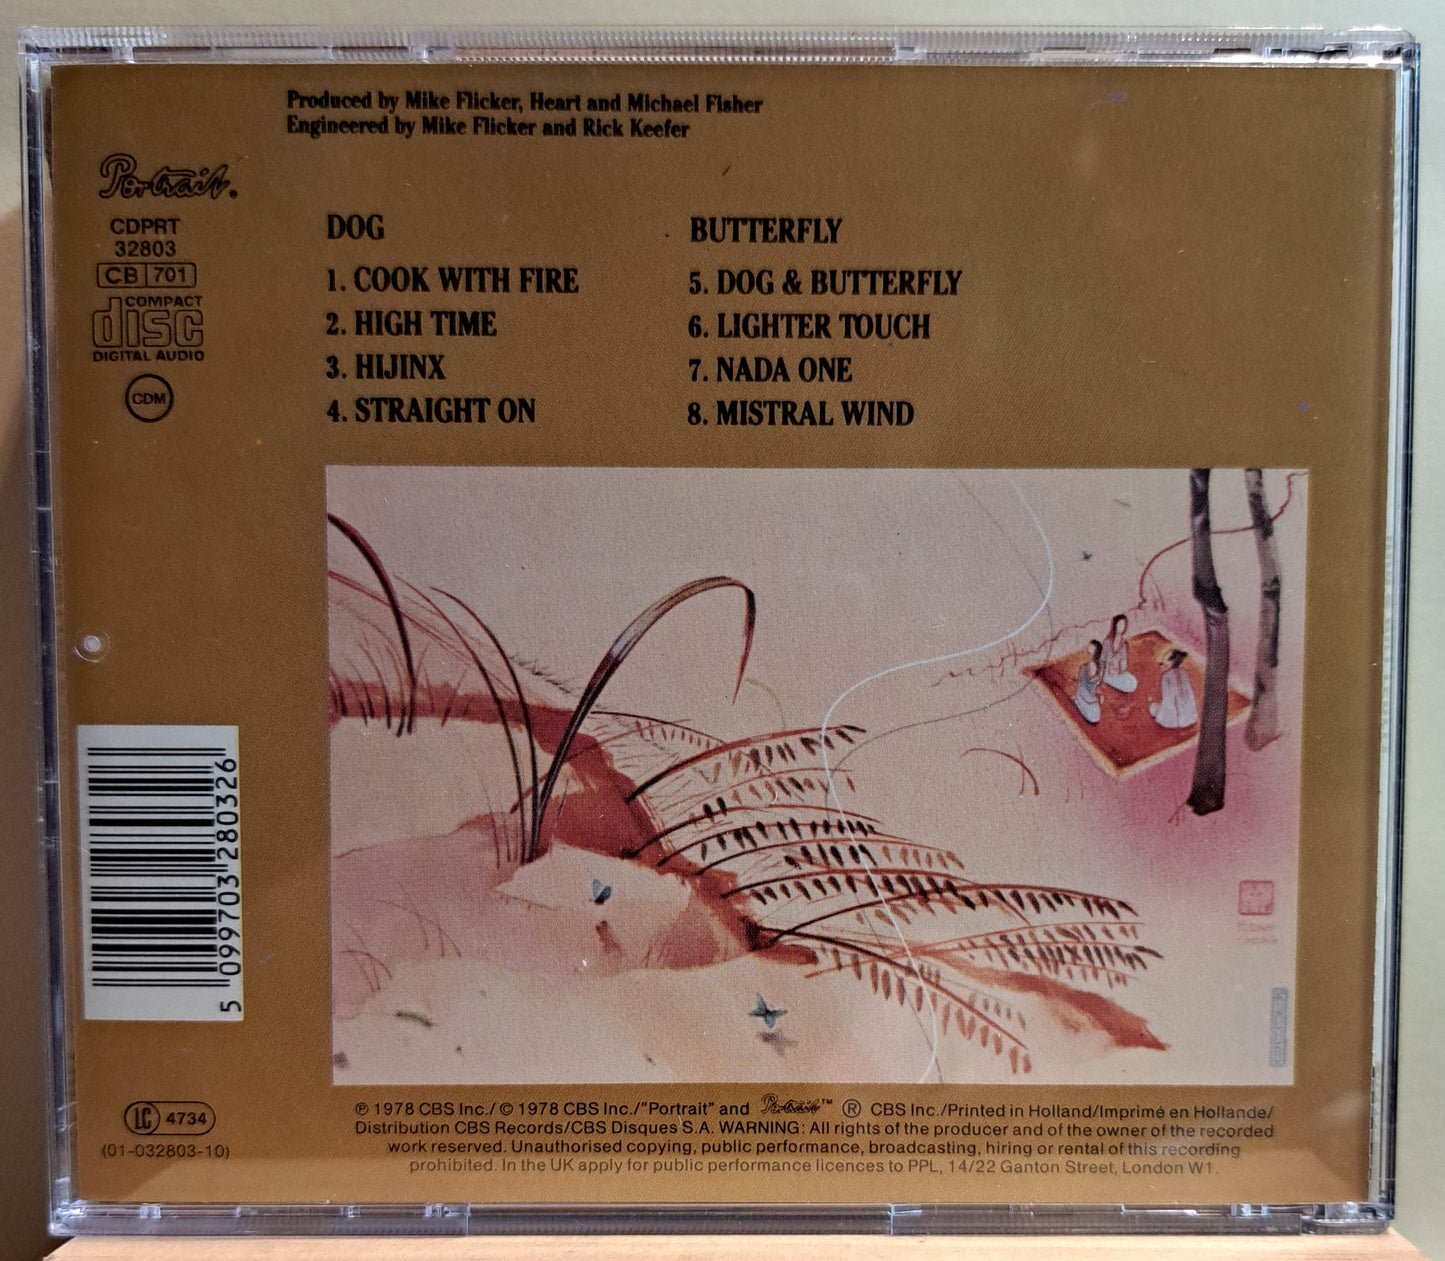 Produced by Mike Flicker, Heart and Michael Fisher
Engineered by Mike Flicker and Rick Keefer
Portrait.
CDPRT
32803
CB 701
COMPACT
disc
DIGITAL AUDIO
CDM
DOG
1. COOK WITH FIRE
2. HIGH TIME
3. HIJINX
4. STRAIGHT ON
BUTTERFLY
5. DOG & BUTTERFLY
6. LIGHTER TOUCH
7. NADA ONE
8. MISTRAL WIND
5 099703 280326
LC 4734
(01-032803-10)
℗ 1978 CBS Inc./ © 1978 CBS Inc./"Portrait" and Portrait™ ® CBS Inc./Printed in Holland/Imprimé en Hollande/
Distribution CBS Records/CBS Disques S.A. WARNING: All rights of the producer and of the owner of the recorded
work reserved. Unauthorised copying, public performance, broadcasting, hiring or rental of this recording
prohibited. In the UK apply for public performance licences to PPL, 14/22 Ganton Street, London W1.